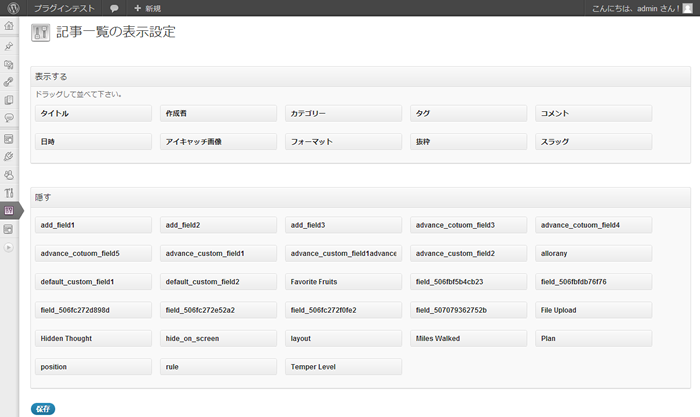 プラグインテスト 新規 こんにちは、admin さん!
記事一覧の表示設定
表示する
ドラッグして並べて下さい。
タイトル 作成者 カテゴリー タグ コメント
日時 アイキャッチ画像 フォーマット 抜粋 スラッグ
隠す
add_field1 add_field2 add_field3 advance_cotuom_field3 advance_cotuom_field4
advance_cotuom_field5 advance_custom_field1 advance_custom_field1advance advance_custom_field2 allorany
default_custom_field1 default_custom_field2 Favorite Fruits field_506fbf5b4cb23 field_506fbfdb76f76
field_506fc272d898d field_506fc272e52a2 field_506fc272f0fe2 field_507079362752b File Upload
Hidden Thought hide_on_screen layout Miles Walked Plan
position rule Temper Level
保存